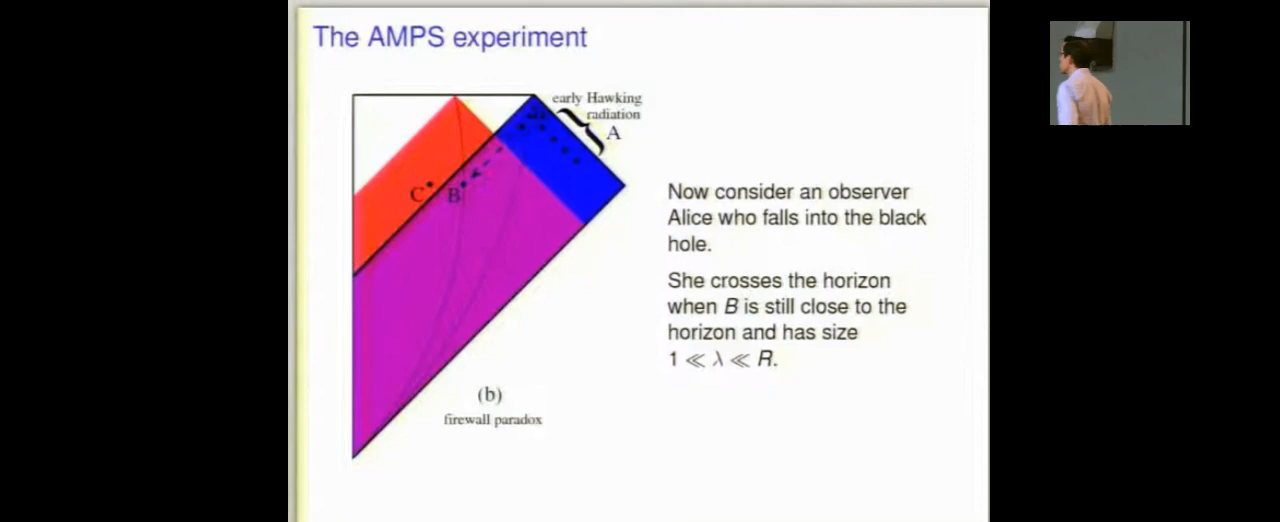 The AMPS experiment
early Hawking
radiation
A
C
B
(b)
firewall paradox
Now consider an observer
Alice who falls into the black
hole.
She crosses the horizon
when B is still close to the
horizon and has size
1 ≪ λ ≪ R.